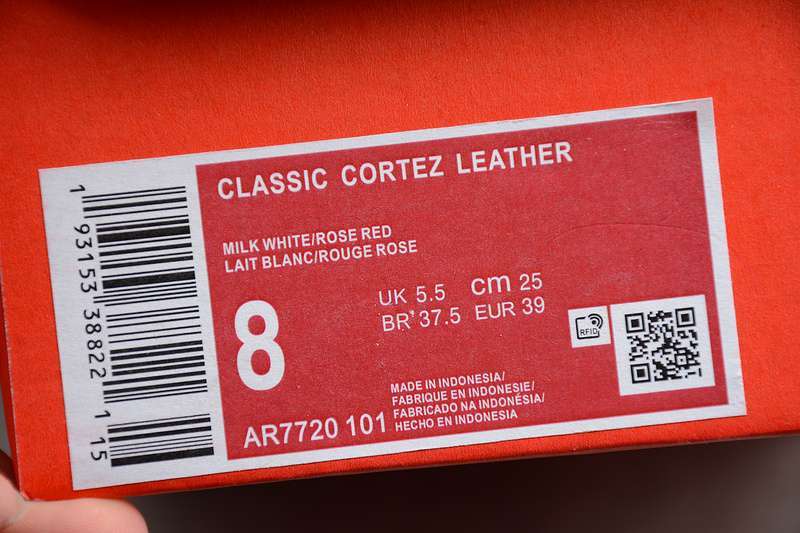 CLASSIC CORTEZ LEATHER
MILK WHITE/ROSE RED
LAIT BLANC/ROUGE ROSE
8
UK 5.5 cm 25
BR' 37.5 EUR 39
RFID
AR7720 101
MADE IN INDONESIA/
FABRIQUE EN INDONESIE/
FABRICADO NA INDONÉSIA/
HECHO EN INDONESIA
1 93153 38822 1 15